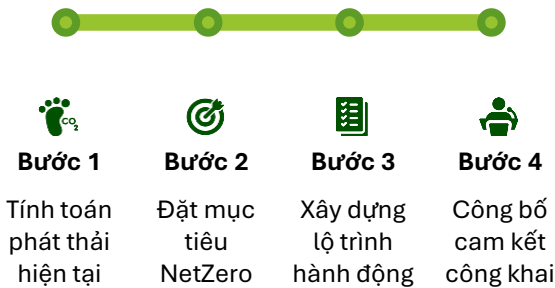 CO2
Bước 1
Tính toán
phát thải
hiện tại
Bước 2
Đặt mục
tiêu
NetZero
Bước 3
Xây dựng
lộ trình
hành động
Bước 4
Công bố
cam kết
công khai